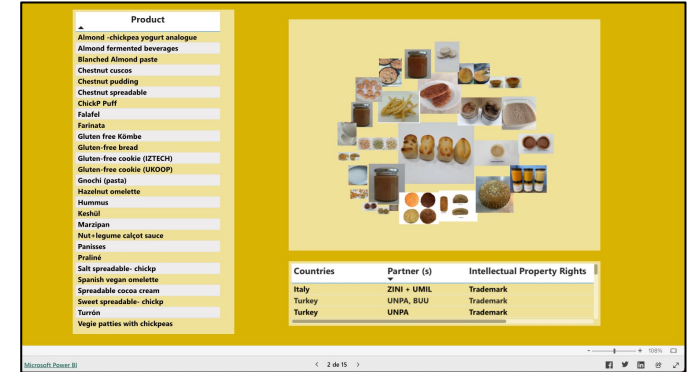 Product
Almond -chickpea yogurt analogue
Almond fermented beverages
Blanched Almond paste
Chestnut cuscos
Chestnut pudding
Chestnut spreadable
ChickP Puff
Falafel
Farinata
Gluten free Kömbe
Gluten-free bread
Gluten-free cookie (IZTECH)
Gluten-free cookie (UKOOP)
Gnochi (pasta)
Hazelnut omelette
Hummus
Keshül
Marzipan
Nut+legume calçot sauce
Panisses
Praliné
Salt spreadable- chickp
Spanish vegan omelette
Spreadable cocoa cream
Sweet spreadable- chickp
Turrón
Vegie patties with chickpeas
Countries Partner (s) Intellectual Property Rights
Italy ZINI + UMIL Trademark
Turkey UNPA, BUU Trademark
Turkey UNPA Trademark
- + 108%
Microsoft Power BI < 2 de 15 >